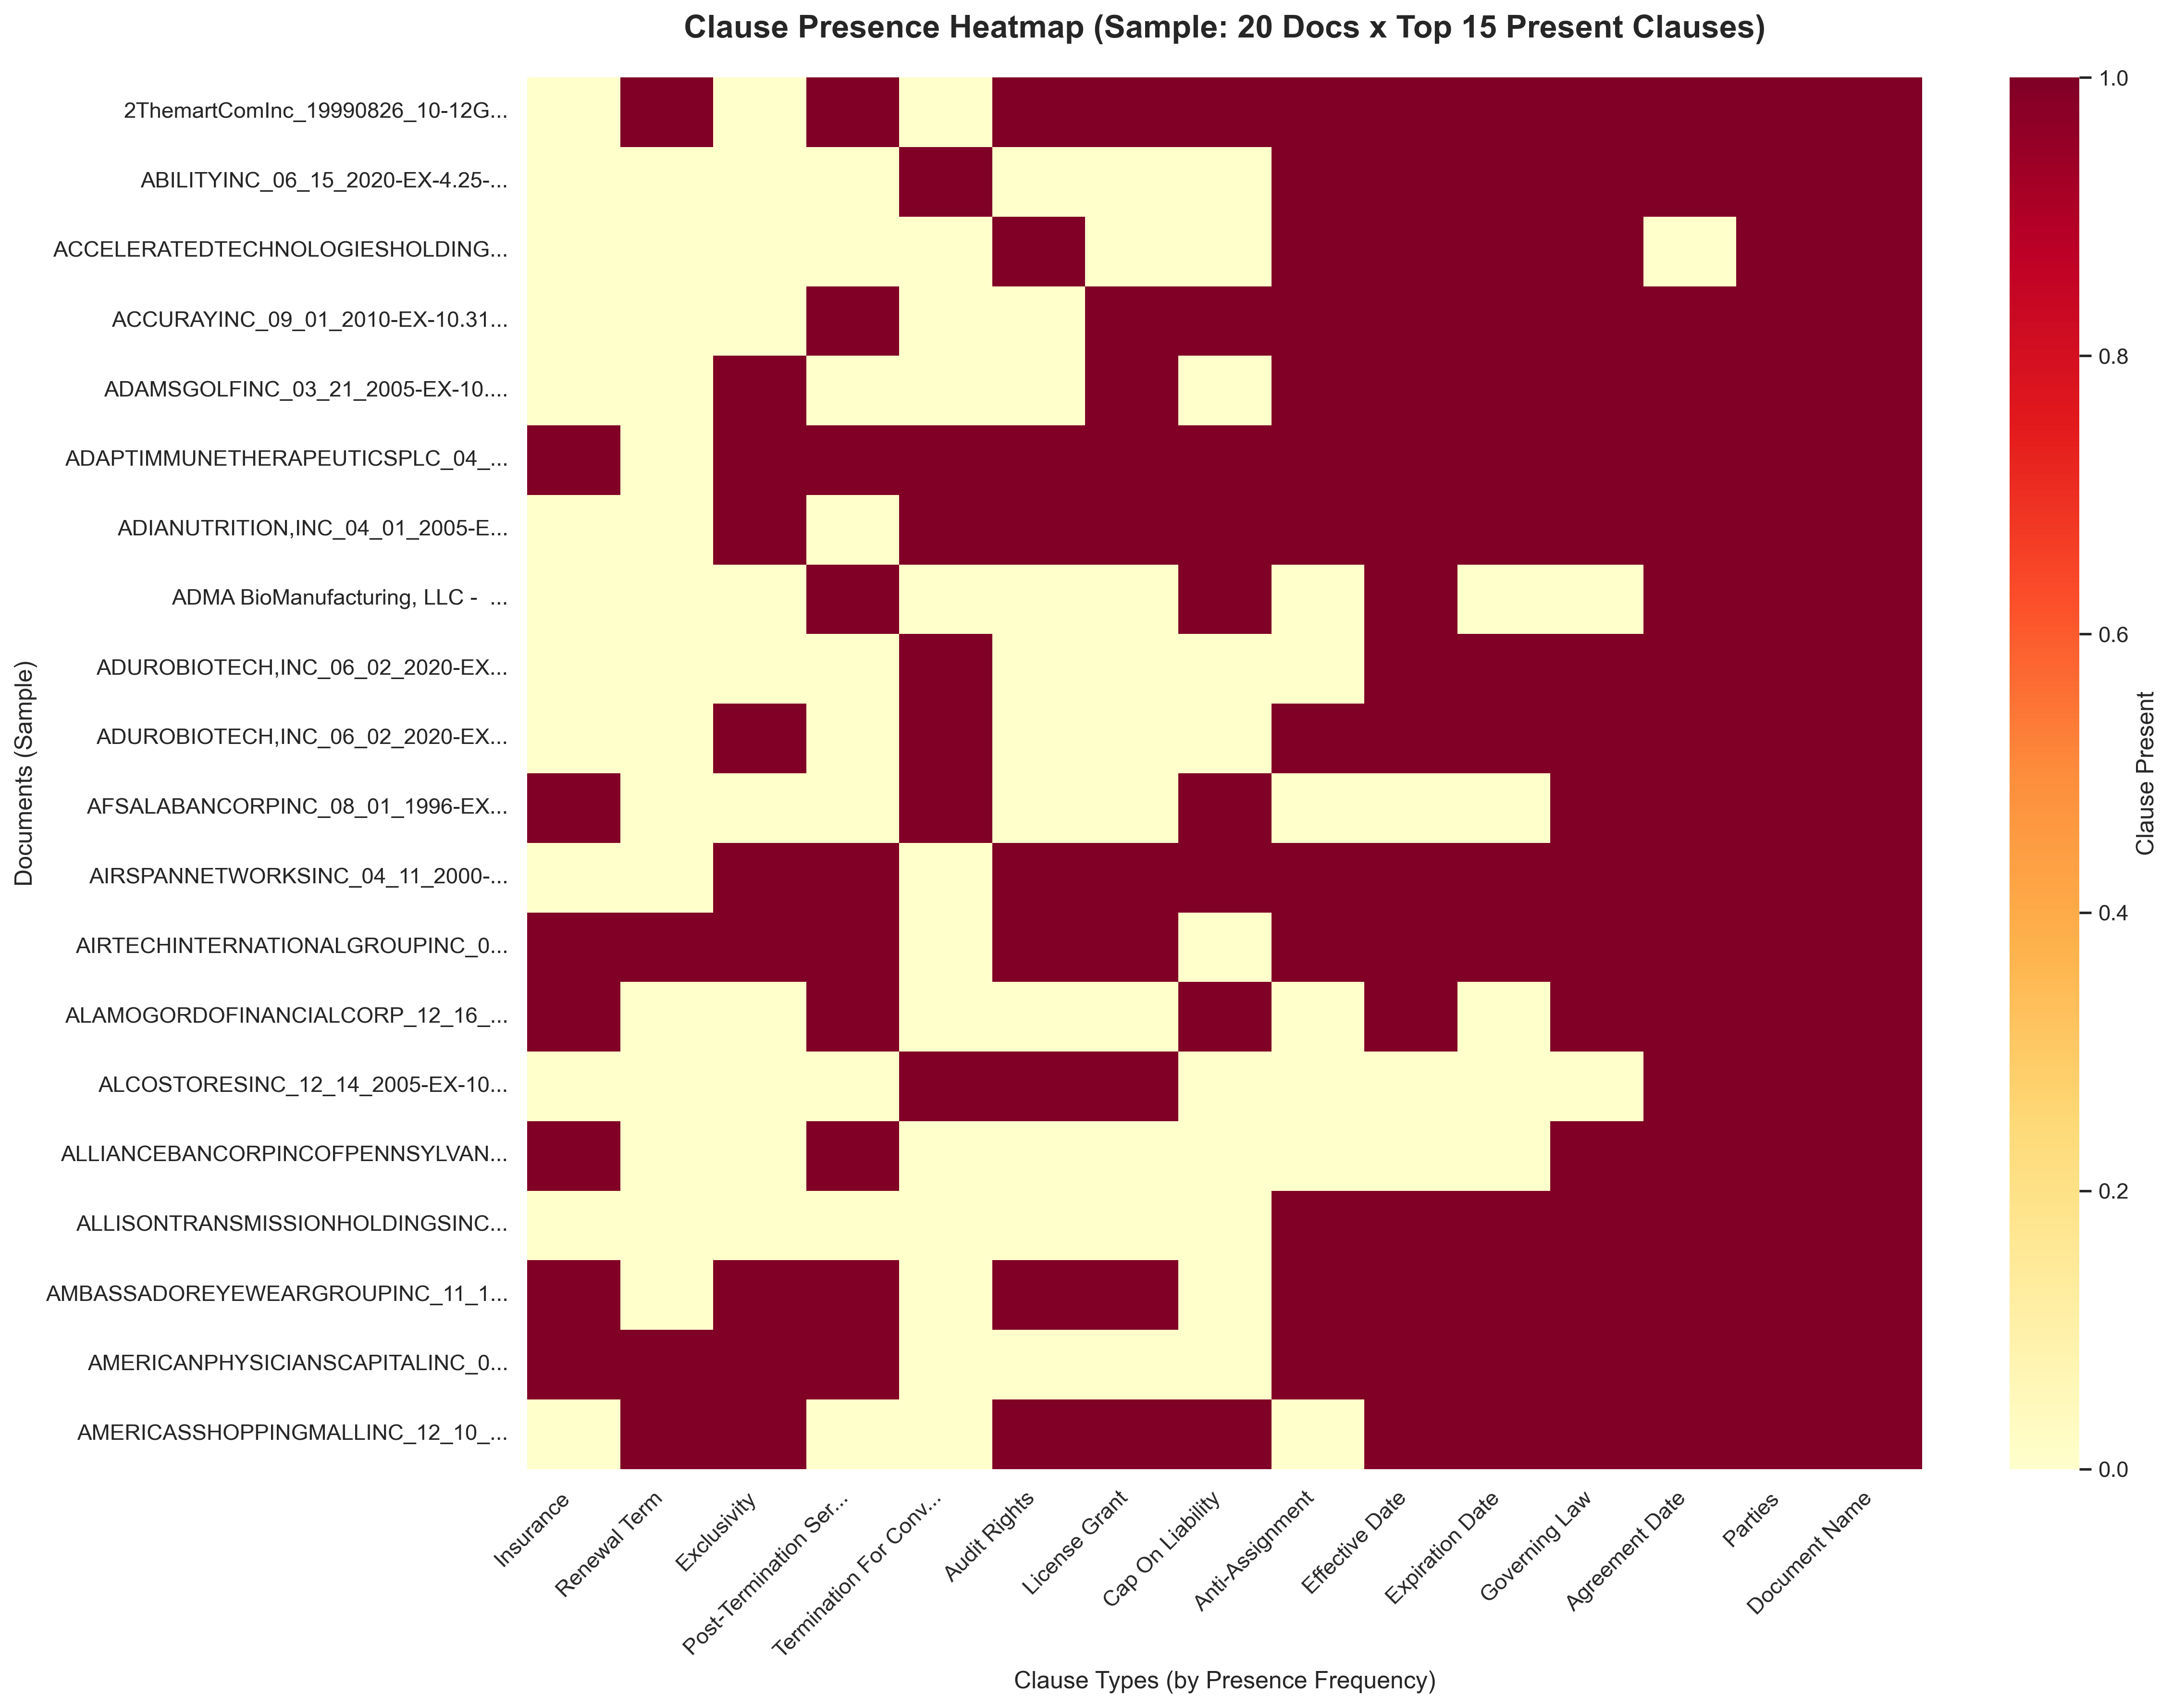 Clause Presence Heatmap (Sample: 20 Docs x Top 15 Present Clauses)
Documents (Sample)
2ThemartComInc_19990826_10-12G...
ABILITYINC_06_15_2020-EX-4.25-...
ACCELERATEDTECHNOLOGIESHOLDING...
ACCURAYINC_09_01_2010-EX-10.31...
ADAMSGOLFINC_03_21_2005-EX-10....
ADAPTIMMUNETHERAPEUTICSPLC_04_...
ADIANUTRITION,INC_04_01_2005-E...
ADMA BioManufacturing, LLC -  ...
ADUROBIOTECH,INC_06_02_2020-EX...
ADUROBIOTECH,INC_06_02_2020-EX...
AFSALABANCORPINC_08_01_1996-EX...
AIRSPANNETWORKSINC_04_11_2000-...
AIRTECHINTERNATIONALGROUPINC_0...
ALAMOGORDOFINANCIALCORP_12_16_...
ALCOSTORESINC_12_14_2005-EX-10...
ALLIANCEBANCORPINCOFPENNSYLVAN...
ALLISONTRANSMISSIONHOLDINGSINC...
AMBASSADOREYEWEARGROUPINC_11_1...
AMERICANPHYSICIANSCAPITALINC_0...
AMERICASSHOPPINGMALLINC_12_10_...
Insurance
Renewal Term
Exclusivity
Post-Termination Ser...
Termination For Conv...
Audit Rights
License Grant
Cap On Liability
Anti-Assignment
Effective Date
Expiration Date
Governing Law
Agreement Date
Parties
Document Name
Clause Types (by Presence Frequency)
1.0
0.8
0.6
0.4
0.2
0.0
Clause Present